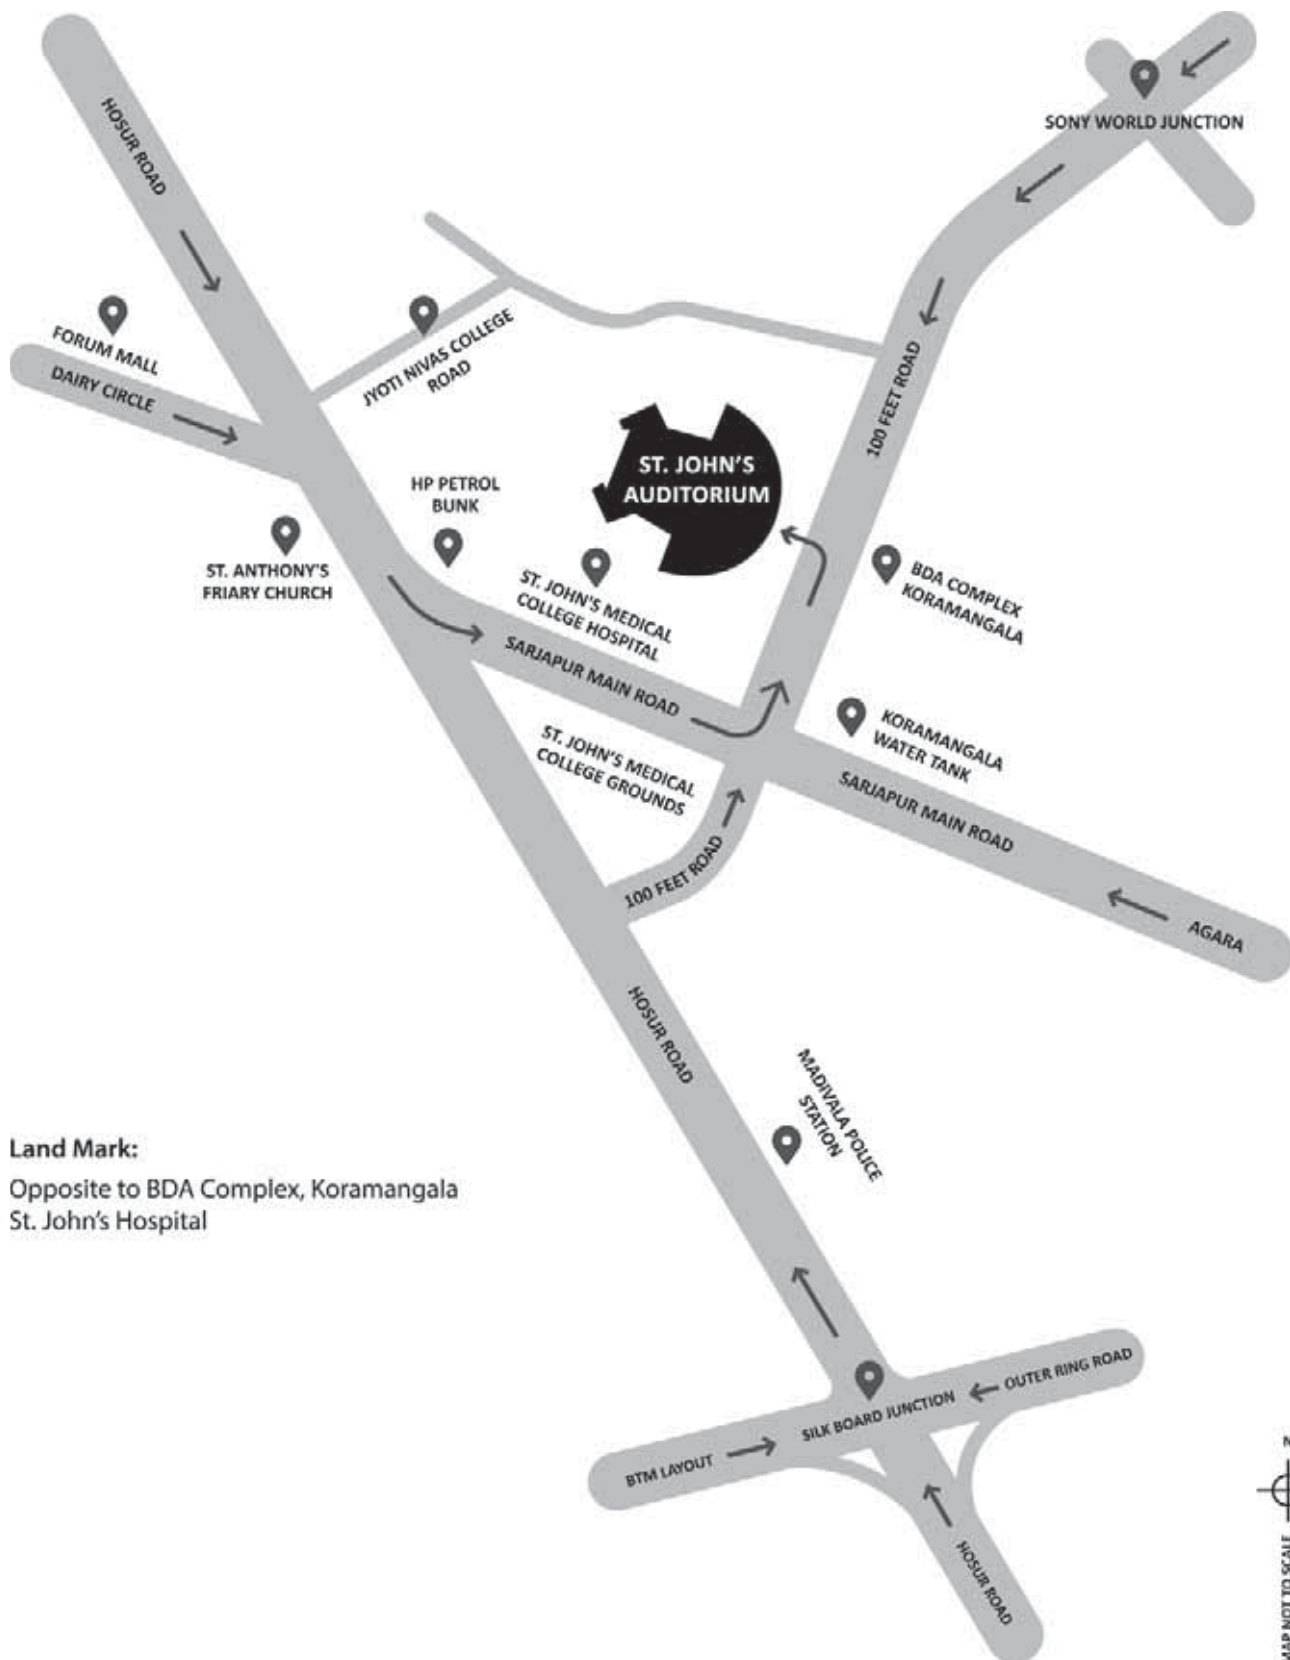 HOSUR ROAD
SONY WORLD JUNCTION
FORUM MALL
DAIRY CIRCLE
JYOTI NIVAS COLLEGE
ROAD
100 FEET ROAD
ST. JOHN'S
AUDITORIUM
HP PETROL
BUNK
ST. ANTHONY'S
FRIARY CHURCH
ST. JOHN'S MEDICAL
COLLEGE HOSPITAL
BDA COMPLEX
KORAMANGALA
SARJAPUR MAIN ROAD
KORAMANGALA
WATER TANK
ST. JOHN'S MEDICAL
COLLEGE GROUNDS
SARJAPUR MAIN ROAD
100 FEET ROAD
AGARA
HOSUR ROAD
MADIVALA POLICE
STATION
Land Mark:
Opposite to BDA Complex, Koramangala
St. John's Hospital
OUTER RING ROAD
SILK BOARD JUNCTION
BTM LAYOUT
HOSUR ROAD
N
MAP NOT TO SCALE